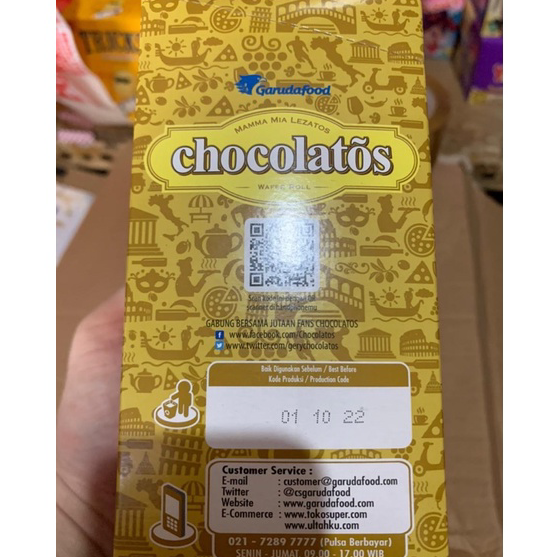 TRICKS
Garudafood
MAMMA MIA LEZATOS
chocolatõs
WAFER ROLL
GABUNG BERSAMA JUTAAN FANS CHOCOLATOS
www.facebook.com/Chocolatos
www.twitter.com/gerychocolatos
Baik Digunakan Sebelum / Best Before
Kode Produksi / Production Code
01 10 22
Customer Service :
E-mail : customer@garudafood.com
Twitter : @csgarudafood
Website : www.garudafood.com
E-Commerce : www.tokosuper.com
www.ultahku.com
021 - 7289 7777 (Pulsa Berbayar)
SENIN - JUMAT 09.00 - 17.00 WIB